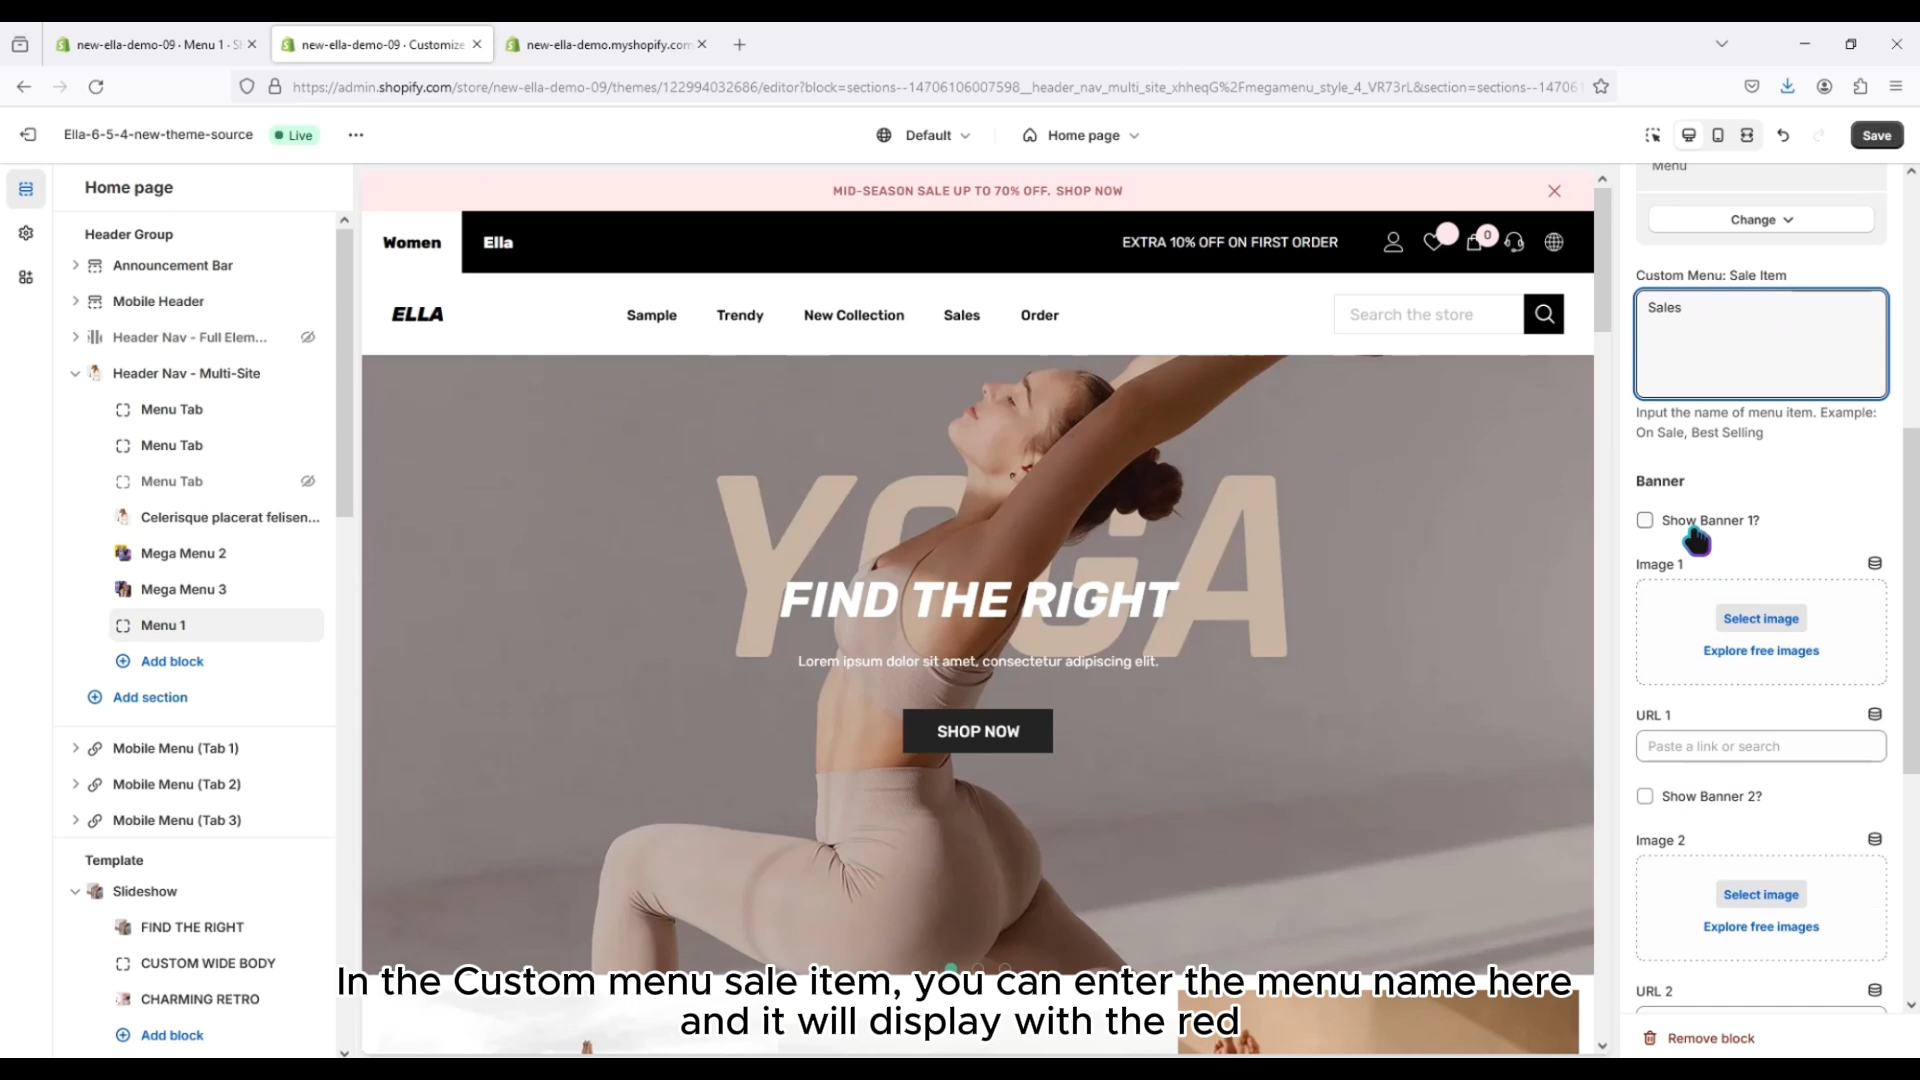 new-ella-demo-09 · Menu 1 · S
new-ella-demo-09 · Customize
new-ella-demo.myshopify.com
https://admin.shopify.com/store/new-ella-demo-09/themes/122994032686/editor?block=sections--14706106007598__header_nav_multi_site_xhheqG%2Fmegamenu_style_4_VR73rL&section=sections--147061
Ella-6-5-4-new-theme-source
Live
Default
Home page
Save
Home page
Header Group
Announcement Bar
Mobile Header
Header Nav - Full Elem...
Header Nav - Multi-Site
Menu Tab
Menu Tab
Menu Tab
Celerisque placerat felisen...
Mega Menu 2
Mega Menu 3
Menu 1
Add block
Add section
Mobile Menu (Tab 1)
Mobile Menu (Tab 2)
Mobile Menu (Tab 3)
Template
Slideshow
FIND THE RIGHT
CUSTOM WIDE BODY
CHARMING RETRO
Add block
MID-SEASON SALE UP TO 70% OFF. SHOP NOW
Women
Ella
EXTRA 10% OFF ON FIRST ORDER
0
ELLA
Sample
Trendy
New Collection
Sales
Order
Search the store
YOGA
FIND THE RIGHT
Lorem ipsum dolor sit amet, consectetur adipiscing elit.
SHOP NOW
Menu
Change
Custom Menu: Sale Item
Sales
Input the name of menu item. Example:
On Sale, Best Selling
Banner
Show Banner 1?
Image 1
Select image
Explore free images
URL 1
Paste a link or search
Show Banner 2?
Image 2
Select image
Explore free images
URL 2
Remove block
In the Custom menu sale item, you can enter the menu name here
and it will display with the red